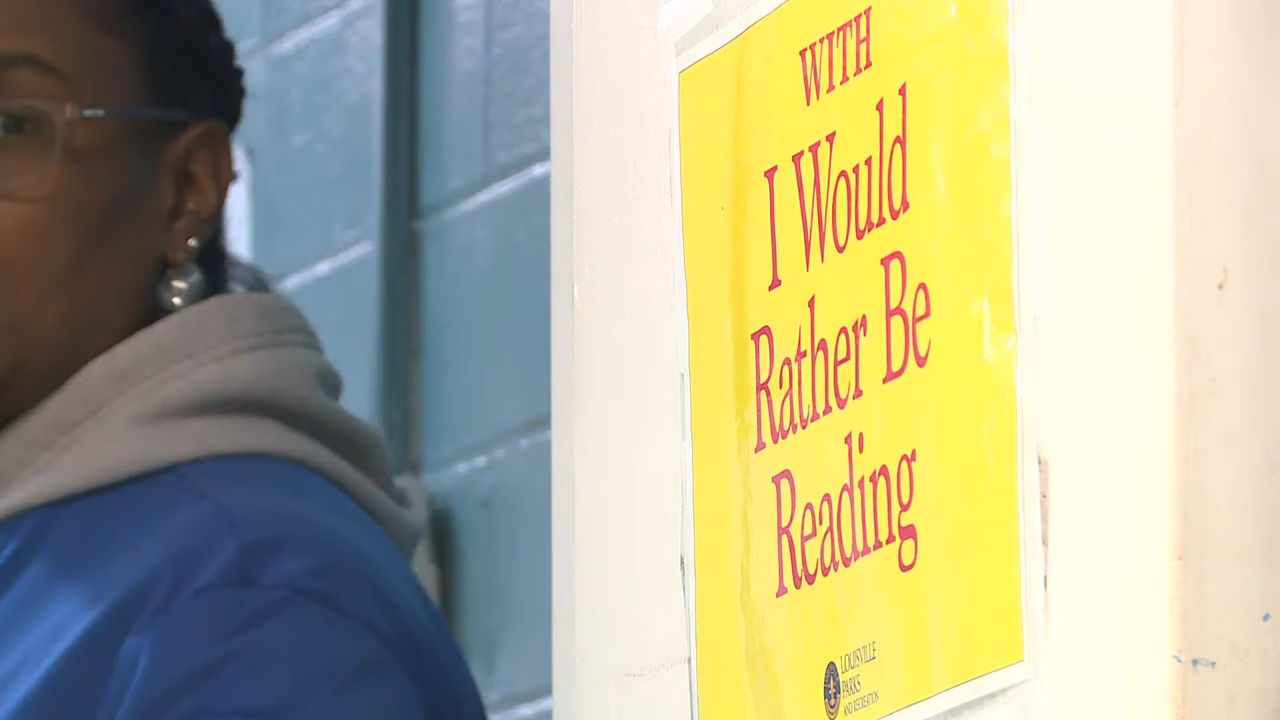 WITH
I Would
Rather Be
Reading
LOUISVILLE
PARKS
AND RECREATION